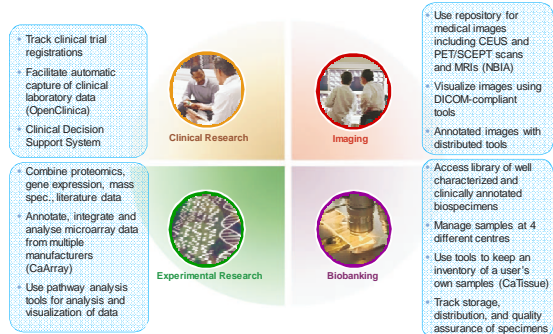 • Track clinical trial
registrations
• Facilitate automatic
capture of clinical
laboratory data
(OpenClinica)
• Clinical Decision
Support System
Clinical Research
Imaging
• Use repository for
medical images
including CEUS and
PET/SCEPT scans
and MRIs (NBIA)
• Visualize images using
DICOM-compliant
tools
• Annotated images with
distributed tools
• Combine proteomics,
gene expression, mass
spec., literature data
• Annotate, integrate and
analyse microarray data
from multiple
manufacturers
(CaArray)
• Use pathway analysis
tools for analysis and
visualization of data
Experimental Research
Biobanking
• Access library of well
characterized and
clinically annotated
biospecimens
• Manage samples at 4
different centres
• Use tools to keep an
inventory of a user's
own samples (CaTissue)
• Track storage,
distribution, and quality
assurance of specimens